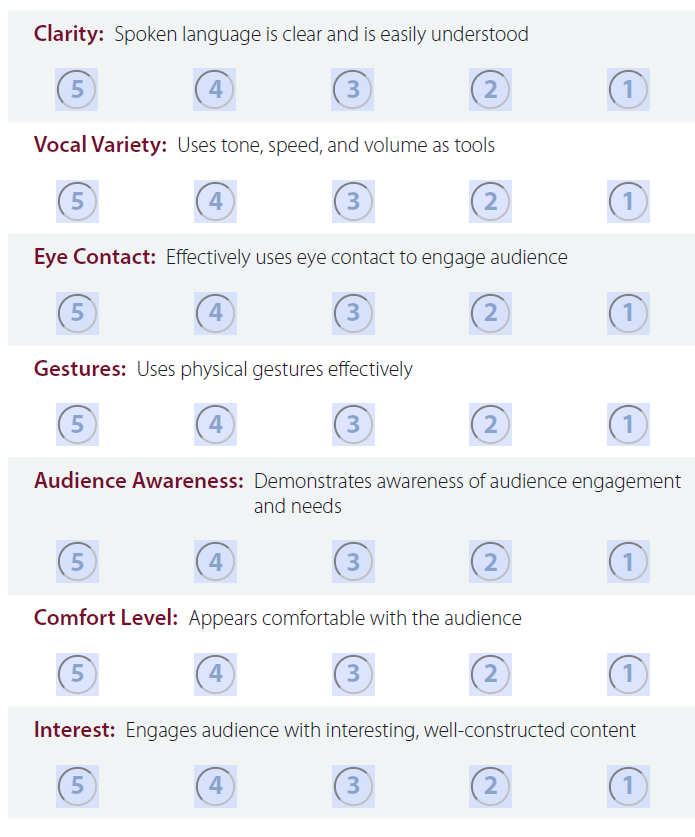 Clarity: Spoken language is clear and is easily understood
5 4 3 2 1
Vocal Variety: Uses tone, speed, and volume as tools
5 4 3 2 1
Eye Contact: Effectively uses eye contact to engage audience
5 4 3 2 1
Gestures: Uses physical gestures effectively
5 4 3 2 1
Audience Awareness: Demonstrates awareness of audience engagement
and needs
5 4 3 2 1
Comfort Level: Appears comfortable with the audience
5 4 3 2 1
Interest: Engages audience with interesting, well-constructed content
5 4 3 2 1